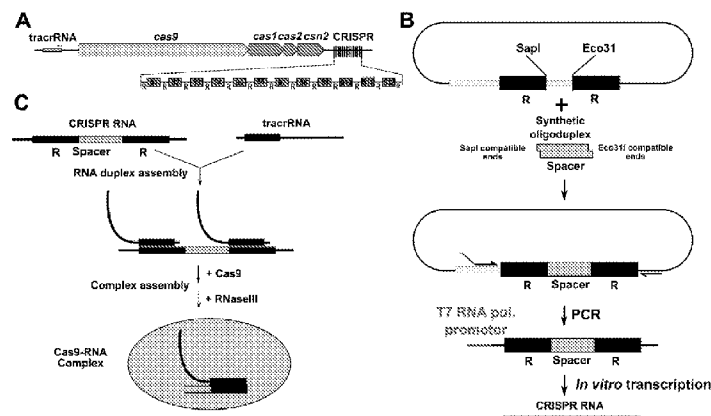 A
tracrRNA
cas9
cas1 cas2 csn2
CRISPR
C
CRISPR RNA
tracrRNA
R Spacer R
RNA duplex assembly
+ Cas9
Complex assembly
+ RNaseIII
Cas9-RNA
Complex
B
SapI Eco31I
R R
+
Synthetic
oligoduplex
SapI compatible
ends
Eco31I compatible
ends
Spacer
R Spacer R
PCR
T7 RNA pol.
promotor
R Spacer R
In vitro transcription
CRISPR RNA